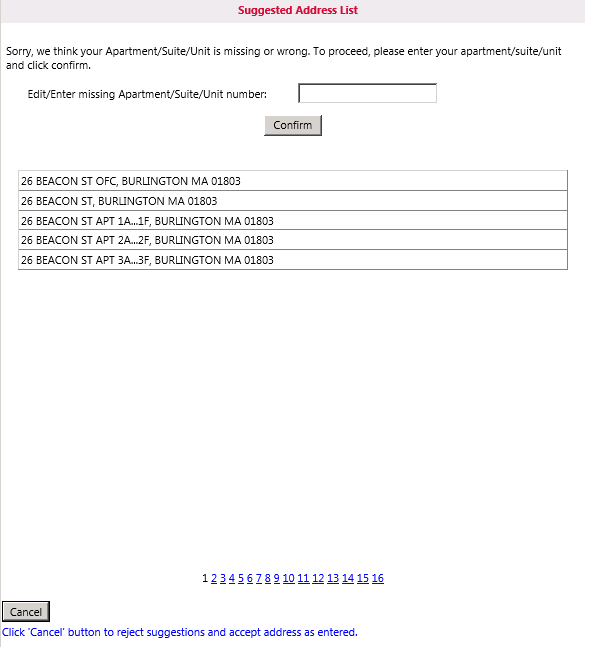 Suggested Address List
Sorry, we think your Apartment/Suite/Unit is missing or wrong. To proceed, please enter your apartment/suite/unit
and click confirm.
Edit/Enter missing Apartment/Suite/Unit number:
Confirm
26 BEACON ST OFC, BURLINGTON MA 01803
26 BEACON ST, BURLINGTON MA 01803
26 BEACON ST APT 1A...1F, BURLINGTON MA 01803
26 BEACON ST APT 2A...2F, BURLINGTON MA 01803
26 BEACON ST APT 3A...3F, BURLINGTON MA 01803
1 2 3 4 5 6 7 8 9 10 11 12 13 14 15 16
Cancel
Click 'Cancel' button to reject suggestions and accept address as entered.